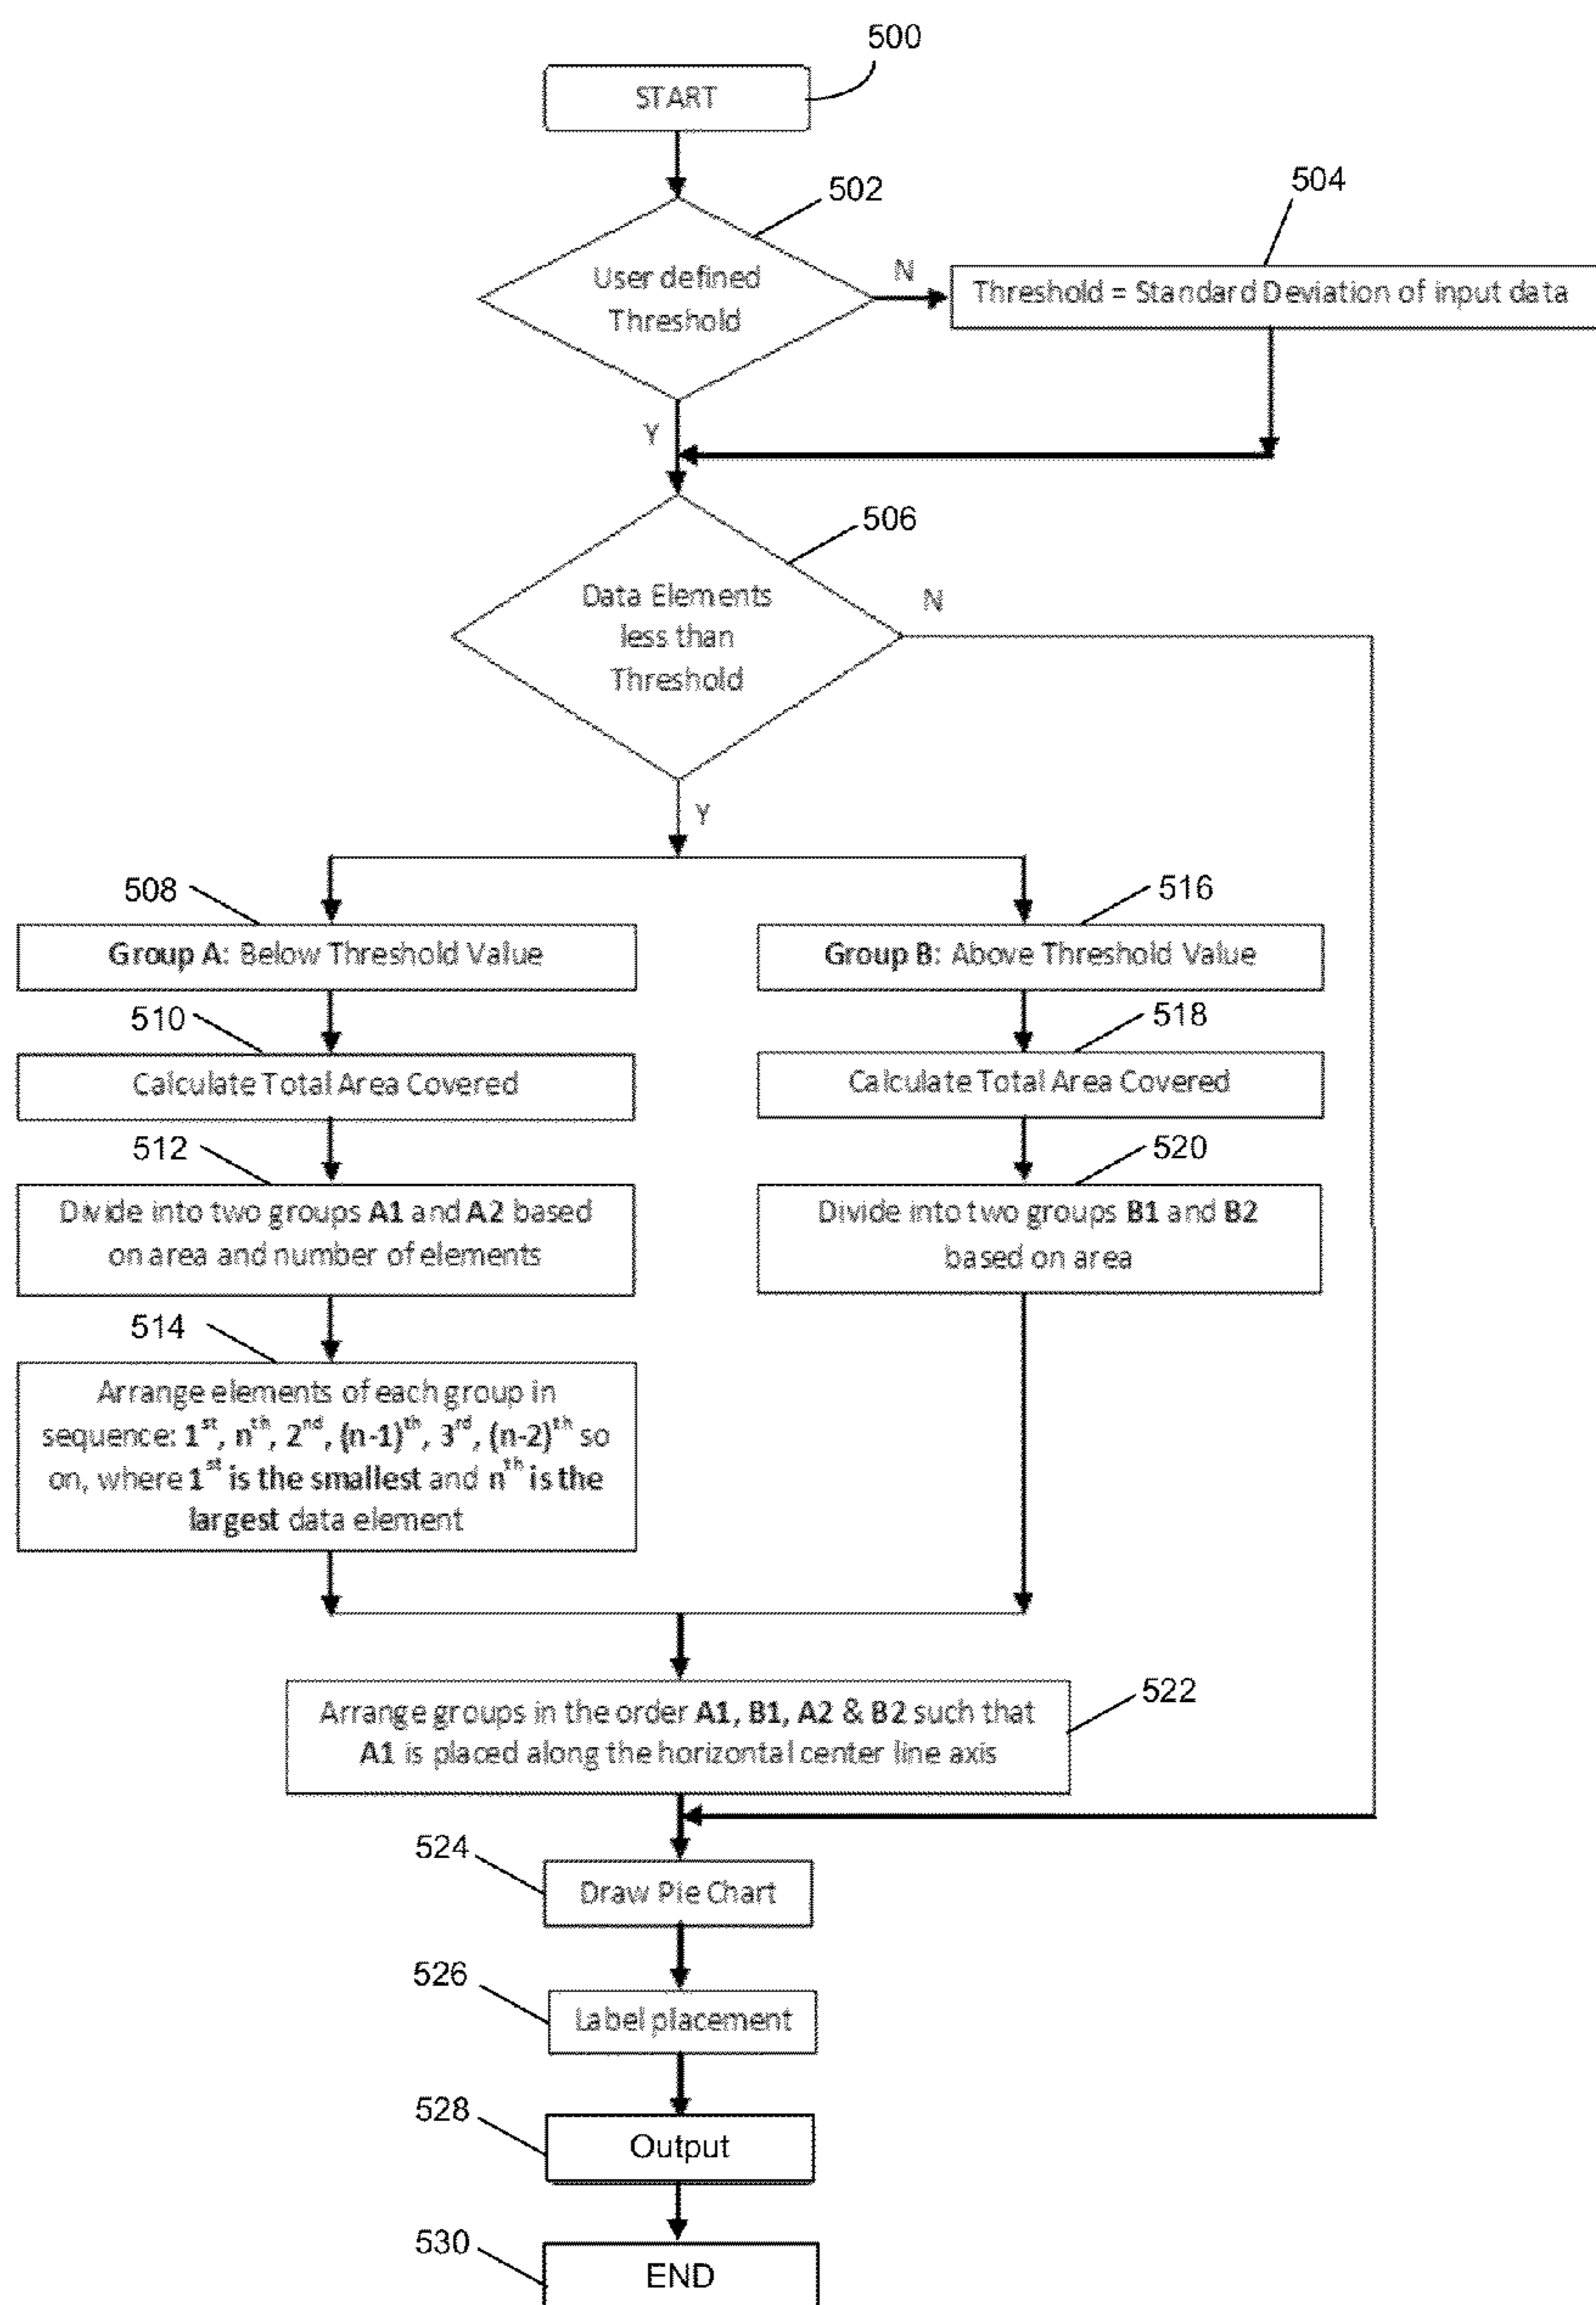 500
START
502
504
User defined
Threshold
N
Threshold = Standard Deviation of input data
Y
506
Data Elements
less than
Threshold
N
Y
508
516
Group A: Below Threshold Value
Group B: Above Threshold Value
510
518
Calculate Total Area Covered
Calculate Total Area Covered
512
520
Divide into two groups A1 and A2 based
on area and number of elements
Divide into two groups B1 and B2
based on area
514
Arrange elements of each group in
sequence: 1st, nth, 2nd, (n-1)th, 3rd, (n-2)th so
on, where 1st is the smallest and nth is the
largest data element
522
Arrange groups in the order A1, B1, A2 & B2 such that
A1 is placed along the horizontal center line axis
524
Draw Pie Chart
526
Label placement
528
Output
530
END